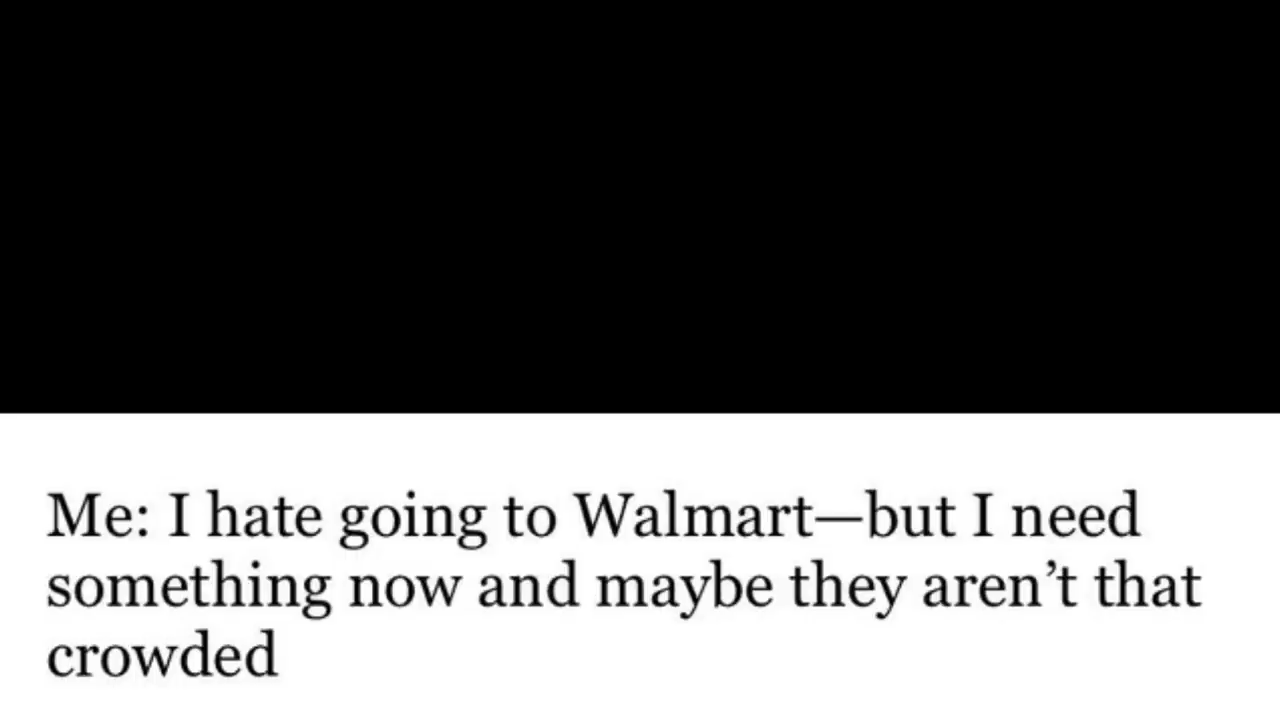 Me: I hate going to Walmart—but I need
something now and maybe they aren’t that
crowded